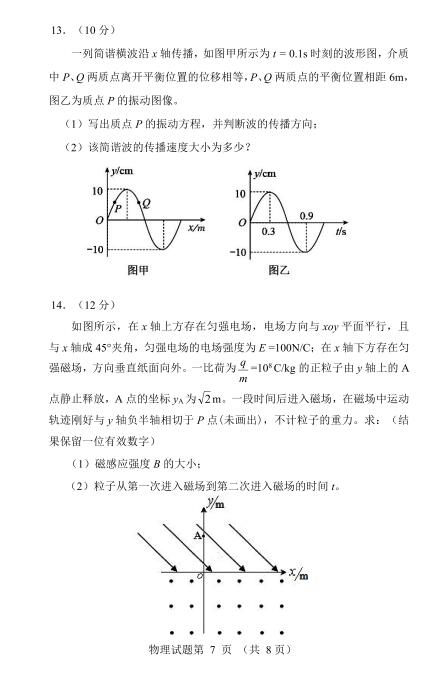 13．（10 分）
一列简谐横波沿 x 轴传播，如图甲所示为 t = 0.1s 时刻的波形图，介质
中 P、Q 两质点离开平衡位置的位移相等，P、Q 两质点的平衡位置相距 6m，
图乙为质点 P 的振动图像。
（1）写出质点 P 的振动方程，并判断波的传播方向；
（2）该简谐波的传播速度大小为多少？
y/cm
10
P
Q
O
x/m
−10
图甲
y/cm
10
0.9
O
0.3
t/s
−10
图乙
14．（12 分）
如图所示，在 x 轴上方存在匀强电场，电场方向与 xoy 平面平行，且
与 x 轴成 45°夹角，匀强电场的电场强度为 E =100N/C；在 x 轴下方存在匀
强磁场，方向垂直纸面向外。一比荷为 q/m =10⁸C/kg 的正粒子由 y 轴上的 A
点静止释放，A 点的坐标 yA 为 √2 m。一段时间后进入磁场，在磁场中运动
轨迹刚好与 y 轴负半轴相切于 P 点(未画出)，不计粒子的重力。求：（结
果保留一位有效数字）
（1）磁感应强度 B 的大小；
（2）粒子从第一次进入磁场到第二次进入磁场的时间 t。
y/m
A
o
x/m
物理试题第 7 页 （共 8 页）